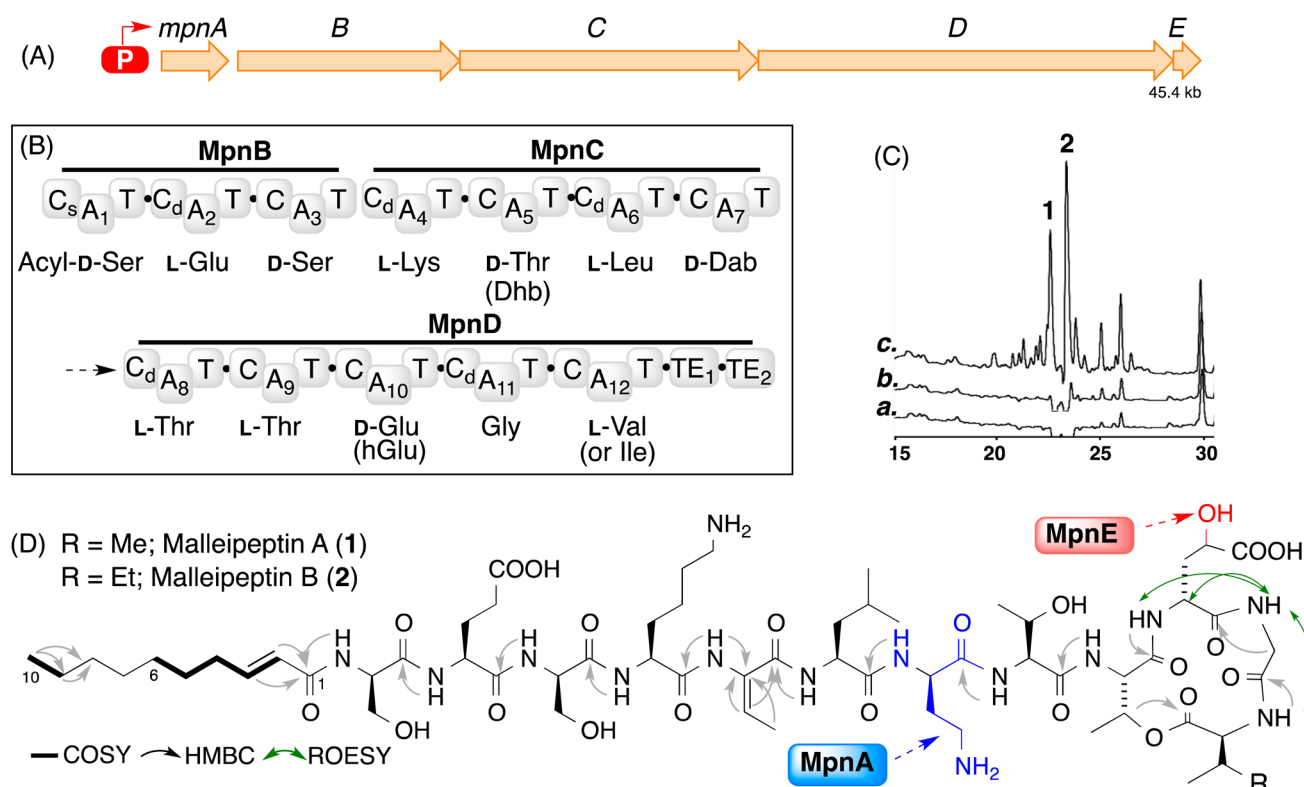 (A) P mpnA B C D E
45.4 kb
(B) MpnB MpnC
Cs A1 T Cd A2 T C A3 T Cd A4 T C A5 T Cd A6 T C A7 T
Acyl-D-Ser L-Glu D-Ser L-Lys D-Thr L-Leu D-Dab
(Dhb)
MpnD
Cd A8 T C A9 T C A10 T Cd A11 T C A12 T TE1 TE2
L-Thr L-Thr D-Glu Gly L-Val
(hGlu) (or Ile)
(C)
2
1
c.
b.
a.
15 20 25 30
(D) R = Me; Malleipeptin A (1)
R = Et; Malleipeptin B (2)
NH2
MpnE
OH
COOH
COOH
OH
H O H O H H O H O H O H HN O NH
N N N N N N N
10 6 1
O N O N O N O N O O
H H H H
O O NH
OH OH O
COSY HMBC ROESY
MpnA
NH2
R